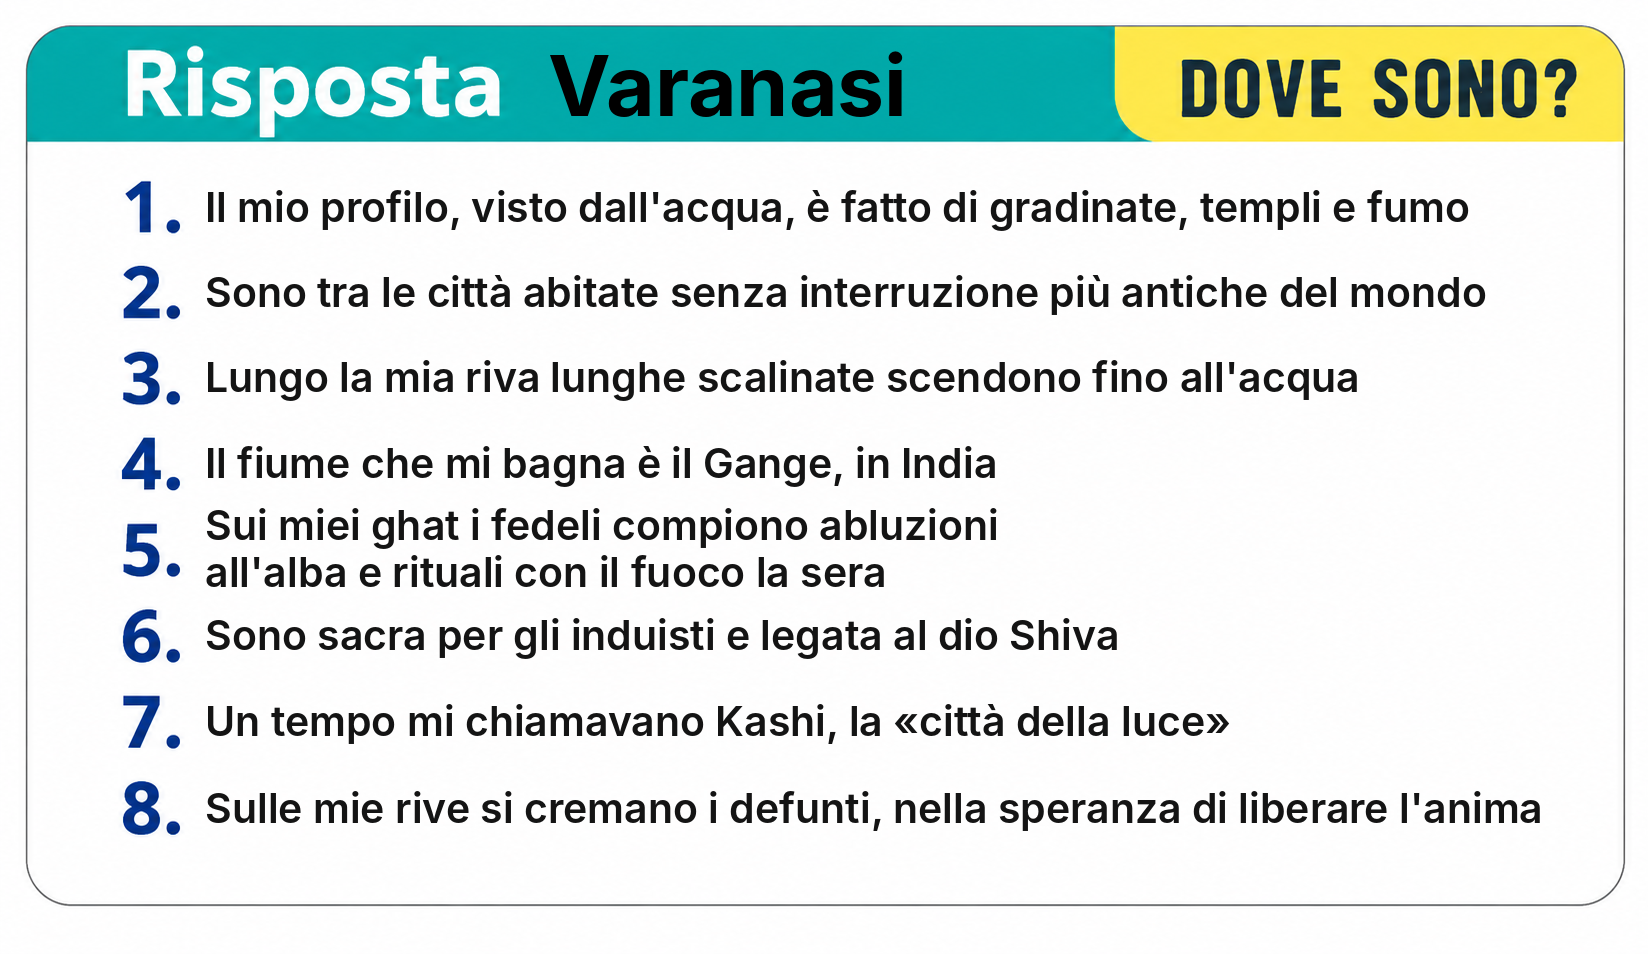 Risposta Varanasi
DOVE SONO?
1. Il mio profilo, visto dall'acqua, è fatto di gradinate, templi e fumo
2. Sono tra le città abitate senza interruzione più antiche del mondo
3. Lungo la mia riva lunghe scalinate scendono fino all'acqua
4. Il fiume che mi bagna è il Gange, in India
5. Sui miei ghat i fedeli compiono abluzioni
all'alba e rituali con il fuoco la sera
6. Sono sacra per gli induisti e legata al dio Shiva
7. Un tempo mi chiamavano Kashi, la «città della luce»
8. Sulle mie rive si cremano i defunti, nella speranza di liberare l'anima